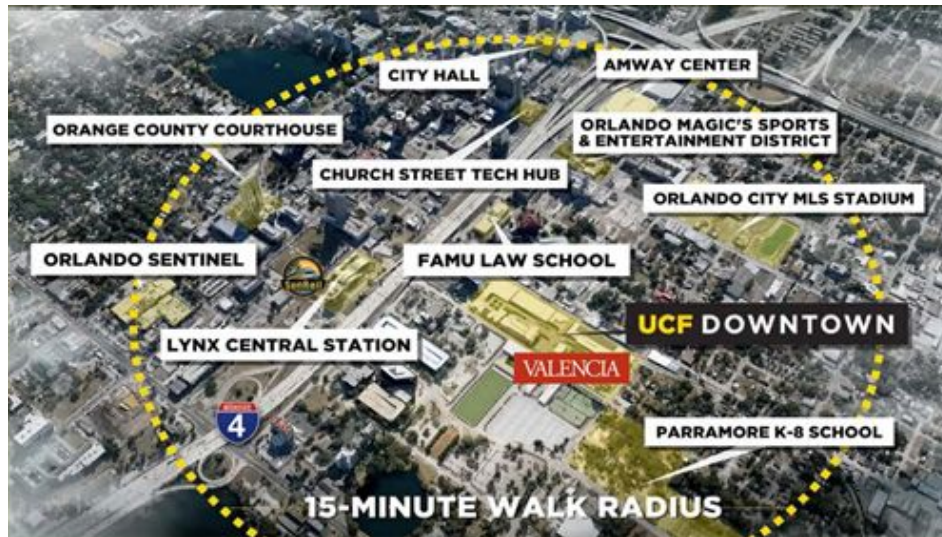 CITY HALL
AMWAY CENTER
ORANGE COUNTY COURTHOUSE
ORLANDO MAGIC'S SPORTS
& ENTERTAINMENT DISTRICT
CHURCH STREET TECH HUB
ORLANDO CITY MLS STADIUM
ORLANDO SENTINEL
SunRail
FAMU LAW SCHOOL
UCF DOWNTOWN
LYNX CENTRAL STATION
VALENCIA
INTERSTATE
4
PARRAMORE K-8 SCHOOL
15-MINUTE WALK RADIUS